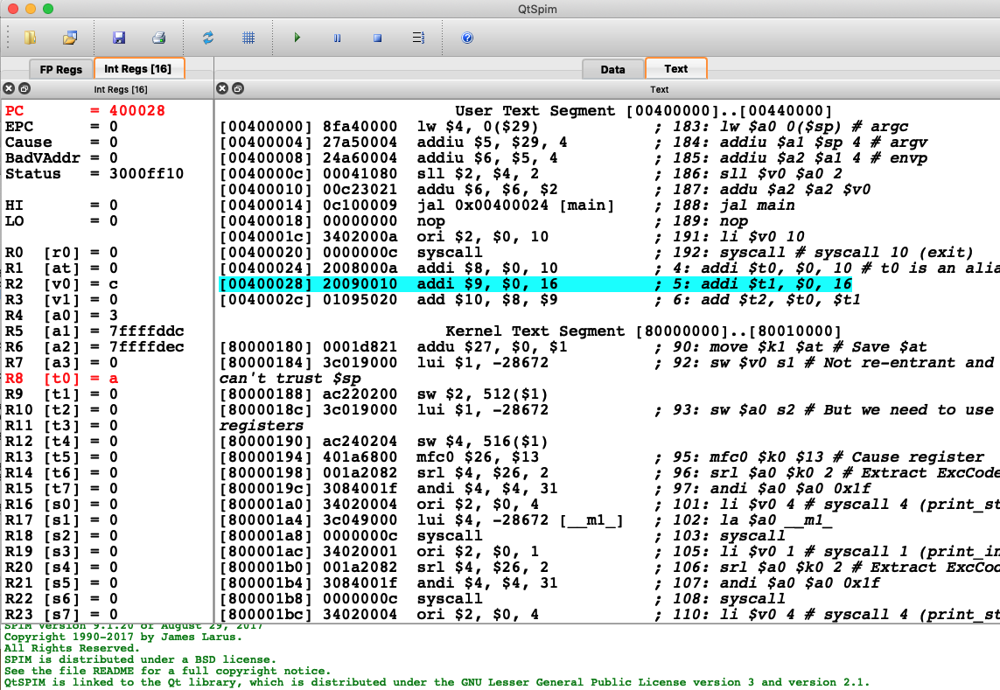 QtSpim
FP Regs
Int Regs [16]
Data
Text
Int Regs [16]
Text
PC = 400028
EPC = 0
Cause = 0
BadVAddr = 0
Status = 3000ff10
HI = 0
LO = 0
R0 [r0] = 0
R1 [at] = 0
R2 [v0] = c
R3 [v1] = 0
R4 [a0] = 3
R5 [a1] = 7ffffddc
R6 [a2] = 7ffffdec
R7 [a3] = 0
R8 [t0] = a
R9 [t1] = 0
R10 [t2] = 0
R11 [t3] = 0
R12 [t4] = 0
R13 [t5] = 0
R14 [t6] = 0
R15 [t7] = 0
R16 [s0] = 0
R17 [s1] = 0
R18 [s2] = 0
R19 [s3] = 0
R20 [s4] = 0
R21 [s5] = 0
R22 [s6] = 0
R23 [s7] = 0
User Text Segment [00400000]..[00440000]
[00400000] 8fa40000 lw $4, 0($29) ; 183: lw $a0 0($sp) # argc
[00400004] 27a50004 addiu $5, $29, 4 ; 184: addiu $a1 $sp 4 # argv
[00400008] 24a60004 addiu $6, $5, 4 ; 185: addiu $a2 $a1 4 # envp
[0040000c] 00041080 sll $2, $4, 2 ; 186: sll $v0 $a0 2
[00400010] 00c23021 addu $6, $6, $2 ; 187: addu $a2 $a2 $v0
[00400014] 0c100009 jal 0x00400024 [main] ; 188: jal main
[00400018] 00000000 nop ; 189: nop
[0040001c] 3402000a ori $2, $0, 10 ; 191: li $v0 10
[00400020] 0000000c syscall ; 192: syscall # syscall 10 (exit)
[00400024] 2008000a addi $8, $0, 10 ; 4: addi $t0, $0, 10 # t0 is an alia
[00400028] 20090010 addi $9, $0, 16 ; 5: addi $t1, $0, 16
[0040002c] 01095020 add $10, $8, $9 ; 6: add $t2, $t0, $t1
Kernel Text Segment [80000000]..[80010000]
[80000180] 0001d821 addu $27, $0, $1 ; 90: move $k1 $at # Save $at
[80000184] 3c019000 lui $1, -28672 ; 92: sw $v0 s1 # Not re-entrant and
can't trust $sp
[80000188] ac220200 sw $2, 512($1)
[8000018c] 3c019000 lui $1, -28672 ; 93: sw $a0 s2 # But we need to use
registers
[80000190] ac240204 sw $4, 516($1)
[80000194] 401a6800 mfc0 $26, $13 ; 95: mfc0 $k0 $13 # Cause register
[80000198] 001a2082 srl $4, $26, 2 ; 96: srl $a0 $k0 2 # Extract ExcCode
[8000019c] 3084001f andi $4, $4, 31 ; 97: andi $a0 $a0 0x1f
[800001a0] 34020004 ori $2, $0, 4 ; 101: li $v0 4 # syscall 4 (print_st
[800001a4] 3c049000 lui $4, -28672 [__m1_] ; 102: la $a0 __m1_
[800001a8] 0000000c syscall ; 103: syscall
[800001ac] 34020001 ori $2, $0, 1 ; 105: li $v0 1 # syscall 1 (print_in
[800001b0] 001a2082 srl $4, $26, 2 ; 106: srl $a0 $k0 2 # Extract ExcCod
[800001b4] 3084001f andi $4, $4, 31 ; 107: andi $a0 $a0 0x1f
[800001b8] 0000000c syscall ; 108: syscall
[800001bc] 34020004 ori $2, $0, 4 ; 110: li $v0 4 # syscall 4 (print_st
SPIM Version 9.1.20 of August 29, 2017
Copyright 1990-2017 by James Larus.
All Rights Reserved.
SPIM is distributed under a BSD license.
See the file README for a full copyright notice.
QtSPIM is linked to the Qt library, which is distributed under the GNU Lesser General Public License version 3 and version 2.1.